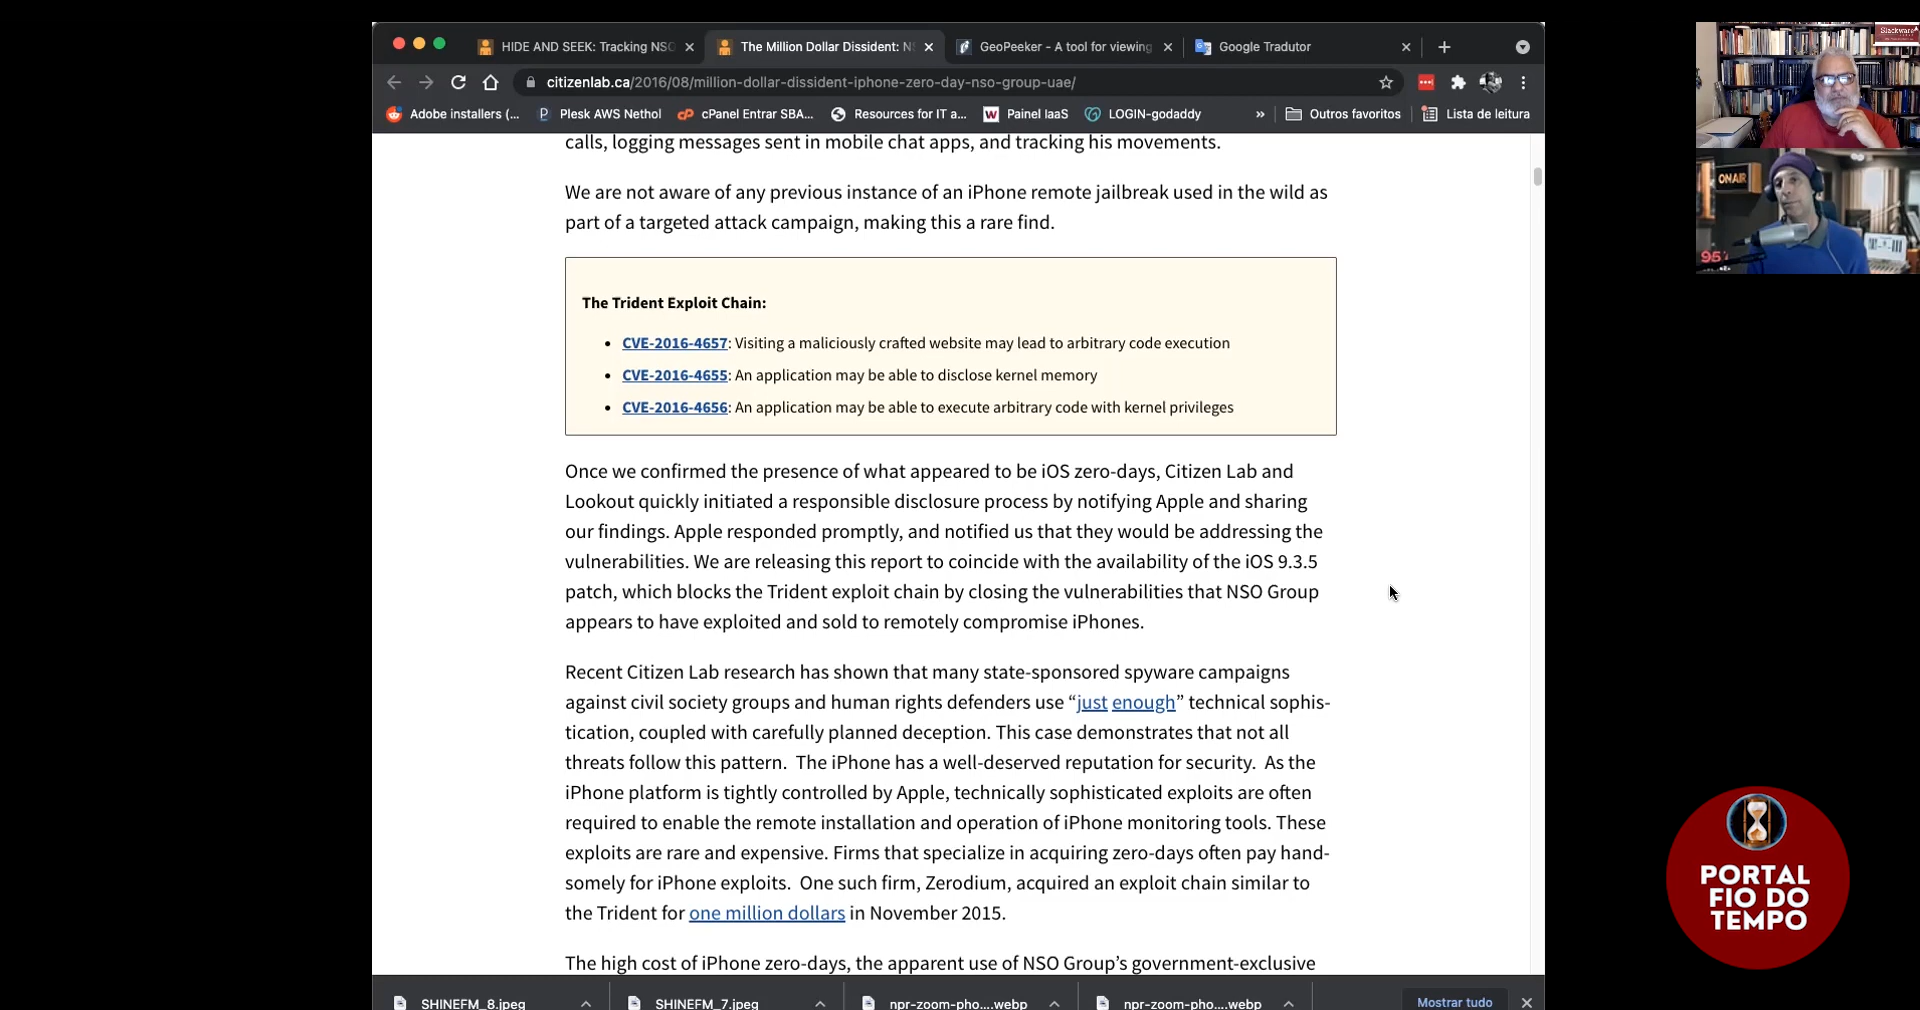 HIDE AND SEEK: Tracking NSO
The Million Dollar Dissident: NS
GeoPeeker - A tool for viewing
Google Tradutor
citizenlab.ca/2016/08/million-dollar-dissident-iphone-zero-day-nso-group-uae/
Adobe installers (...
Plesk AWS Nethol
cPanel Entrar SBA...
Resources for IT a...
Painel IaaS
LOGIN-godaddy
»
Outros favoritos
Lista de leitura
calls, logging messages sent in mobile chat apps, and tracking his movements.
We are not aware of any previous instance of an iPhone remote jailbreak used in the wild as
part of a targeted attack campaign, making this a rare find.
The Trident Exploit Chain:
• CVE-2016-4657: Visiting a maliciously crafted website may lead to arbitrary code execution
• CVE-2016-4655: An application may be able to disclose kernel memory
• CVE-2016-4656: An application may be able to execute arbitrary code with kernel privileges
Once we confirmed the presence of what appeared to be iOS zero-days, Citizen Lab and
Lookout quickly initiated a responsible disclosure process by notifying Apple and sharing
our findings. Apple responded promptly, and notified us that they would be addressing the
vulnerabilities. We are releasing this report to coincide with the availability of the iOS 9.3.5
patch, which blocks the Trident exploit chain by closing the vulnerabilities that NSO Group
appears to have exploited and sold to remotely compromise iPhones.
Recent Citizen Lab research has shown that many state-sponsored spyware campaigns
against civil society groups and human rights defenders use “just enough” technical sophis-
tication, coupled with carefully planned deception. This case demonstrates that not all
threats follow this pattern. The iPhone has a well-deserved reputation for security. As the
iPhone platform is tightly controlled by Apple, technically sophisticated exploits are often
required to enable the remote installation and operation of iPhone monitoring tools. These
exploits are rare and expensive. Firms that specialize in acquiring zero-days often pay hand-
somely for iPhone exploits. One such firm, Zerodium, acquired an exploit chain similar to
the Trident for one million dollars in November 2015.
The high cost of iPhone zero-days, the apparent use of NSO Group’s government-exclusive
SHINEFM_8.jpeg
SHINEFM_7.jpeg
npr-zoom-pho....webp
npr-zoom-pho....webp
Mostrar tudo
Slackware
ON AIR
95
PORTAL
FIO DO
TEMPO